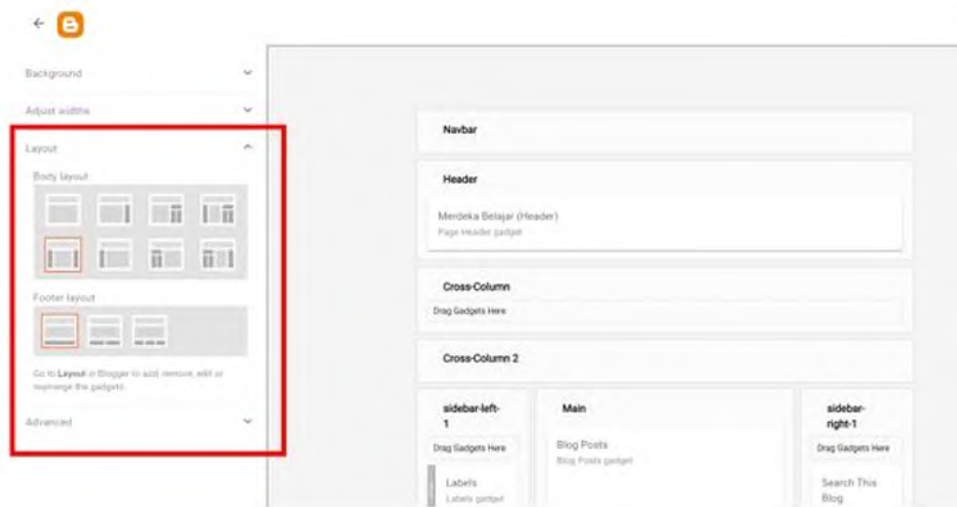 Background
Adjust widths
Layout
Body layout
Footer layout
Go to Layout in Blogger to add, remove, edit or
rearrange the gadgets.
Advanced
Navbar
Header
Merdeka Belajar (Header)
Page Header gadget
Cross-Column
Drag Gadgets Here
Cross-Column 2
sidebar-left-
1
Drag Gadgets Here
Labels
Labels gadget
Main
Blog Posts
Blog Posts gadget
sidebar-
right-1
Drag Gadgets Here
Search This
Blog